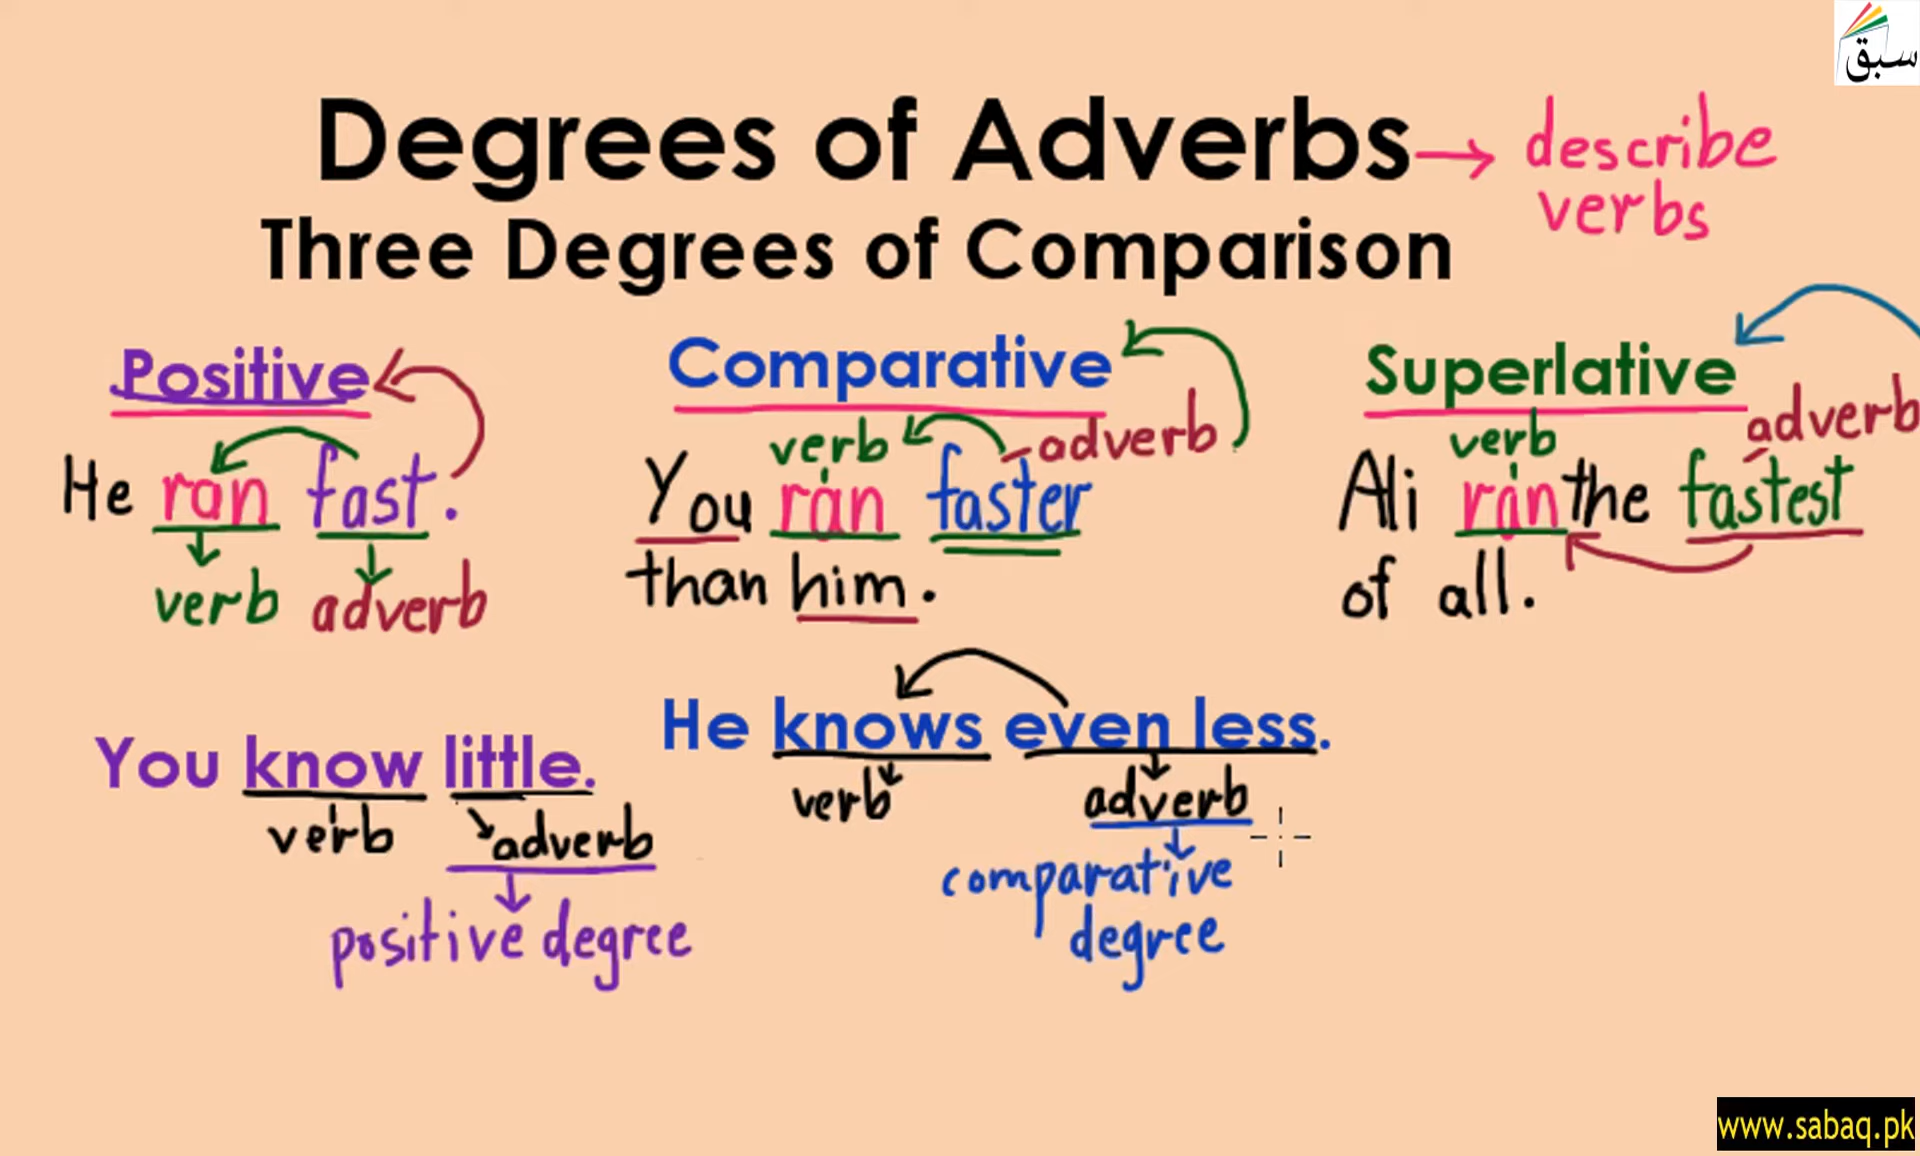 سبق
Degrees of Adverbs → describe
verbs
Three Degrees of Comparison
Positive
He ran fast.
verb adverb
Comparative
verb adverb
You ran faster
than him.
Superlative
verb adverb
Ali ran the fastest
of all.
You know little.
verb adverb
positive degree
He knows even less.
verb adverb
comparative
degree
www.sabaq.pk